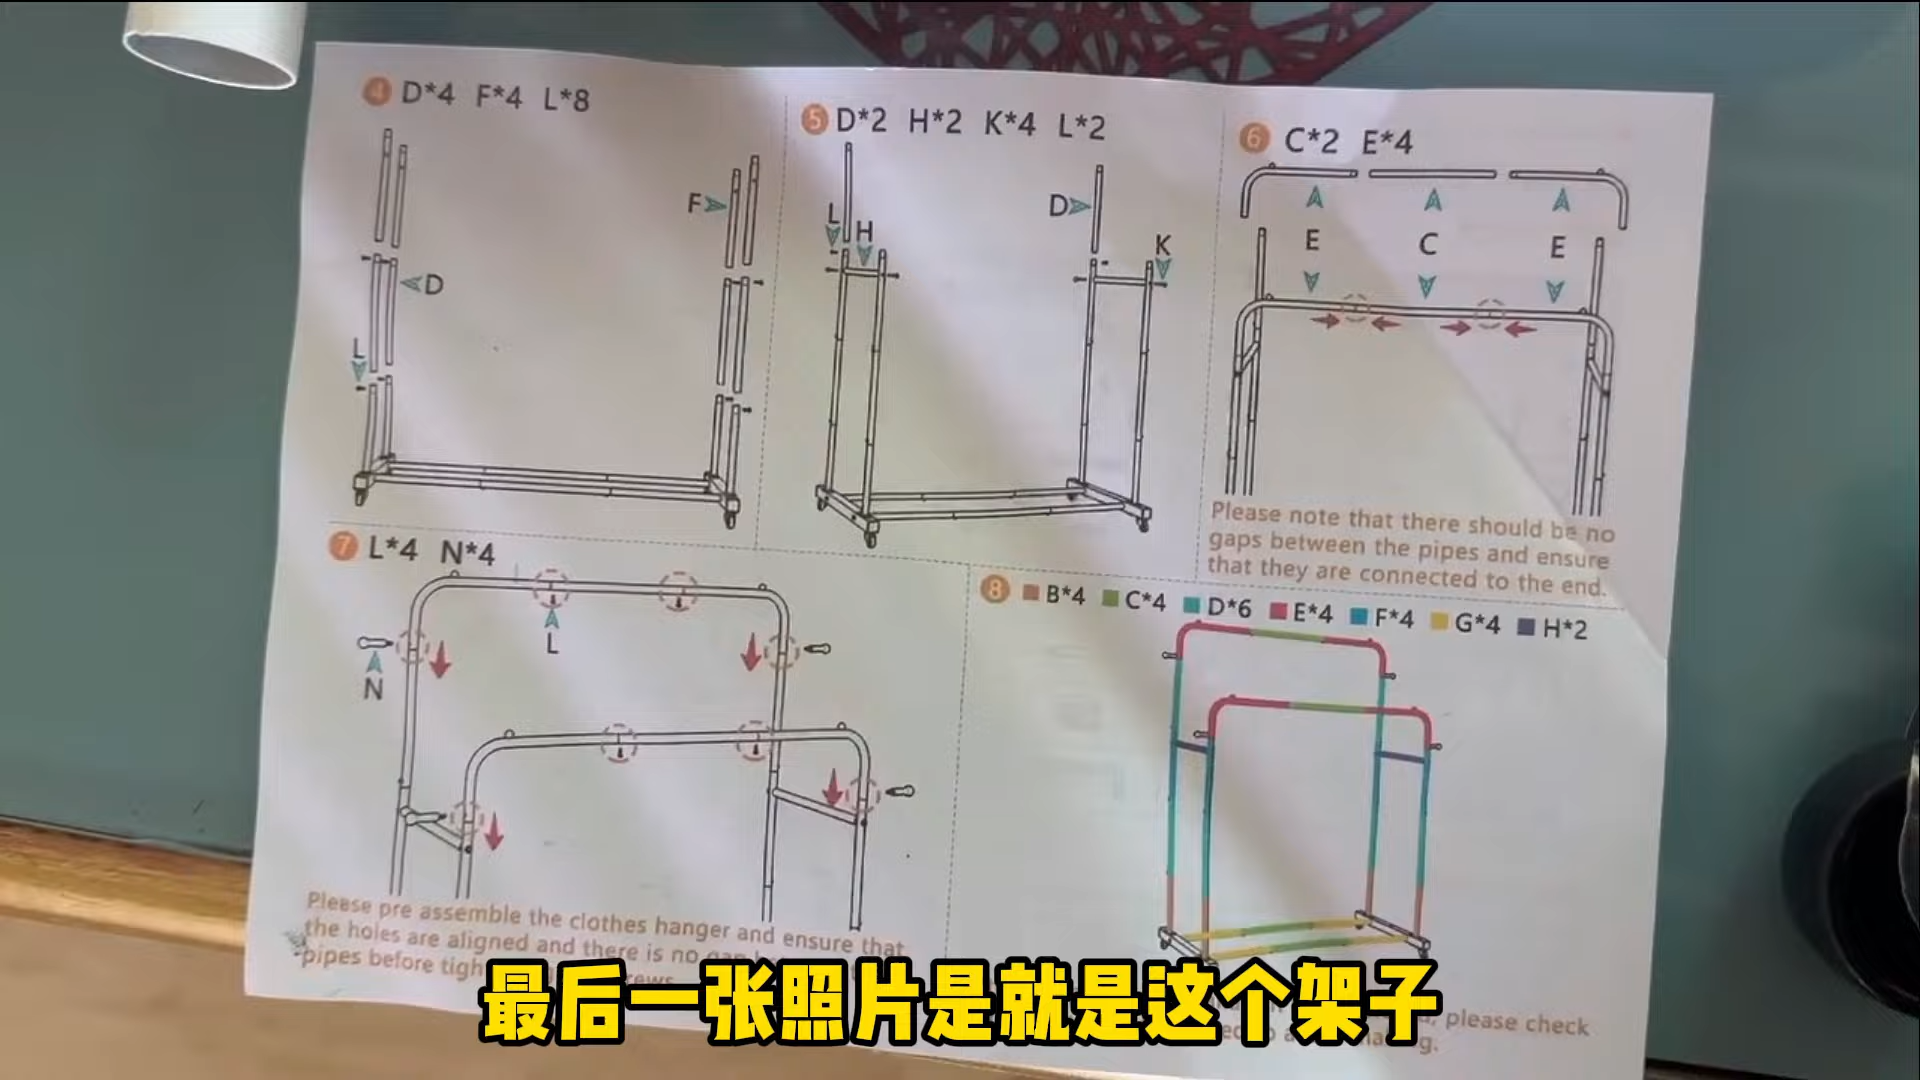 4 D*4 F*4 L*8
F
D
L
5 D*2 H*2 K*4 L*2
L
H
D
K
6 C*2 E*4
E C E
Please note that there should be no
gaps between the pipes and ensure
that they are connected to the end.
7 L*4 N*4
L
N
Please pre assemble the clothes hanger and ensure that
the holes are aligned and there is no
pipes before
8 B*4 C*4 D*6 E*4 F*4 G*4 H*2
please check
最后一张照片是就是这个架子